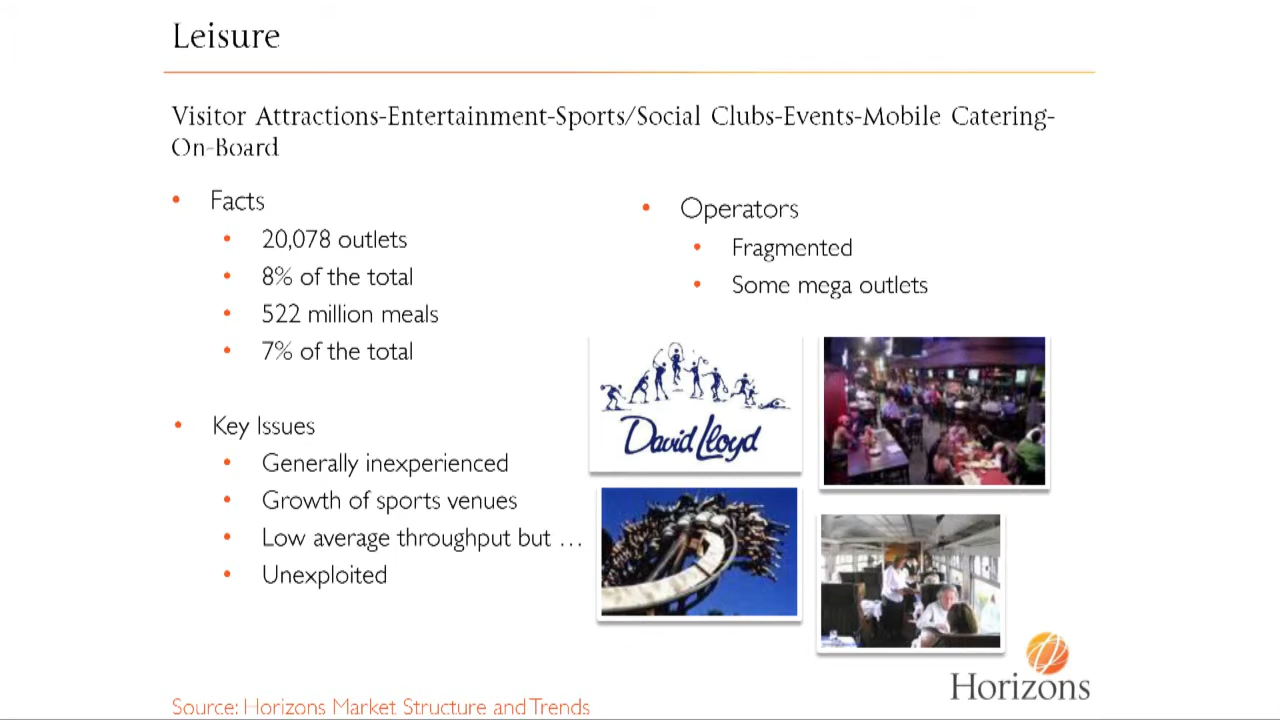 Leisure
Visitor Attractions-Entertainment-Sports/Social Clubs-Events-Mobile Catering-
On-Board
• Facts
• 20,078 outlets
• 8% of the total
• 522 million meals
• 7% of the total
• Key Issues
• Generally inexperienced
• Growth of sports venues
• Low average throughput but …
• Unexploited
• Operators
• Fragmented
• Some mega outlets
David Lloyd
Horizons
Source: Horizons Market Structure and Trends